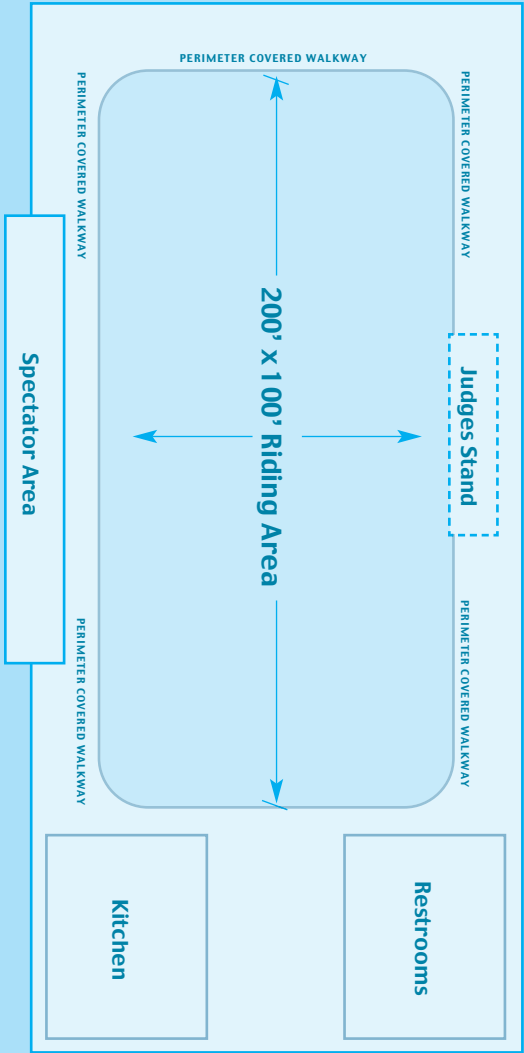 PERIMETER COVERED WALKWAY
PERIMETER COVERED WALKWAY
PERIMETER COVERED WALKWAY
Spectator Area
200’ x 100’ Riding Area
Judges Stand
PERIMETER COVERED WALKWAY
PERIMETER COVERED WALKWAY
Kitchen
Restrooms